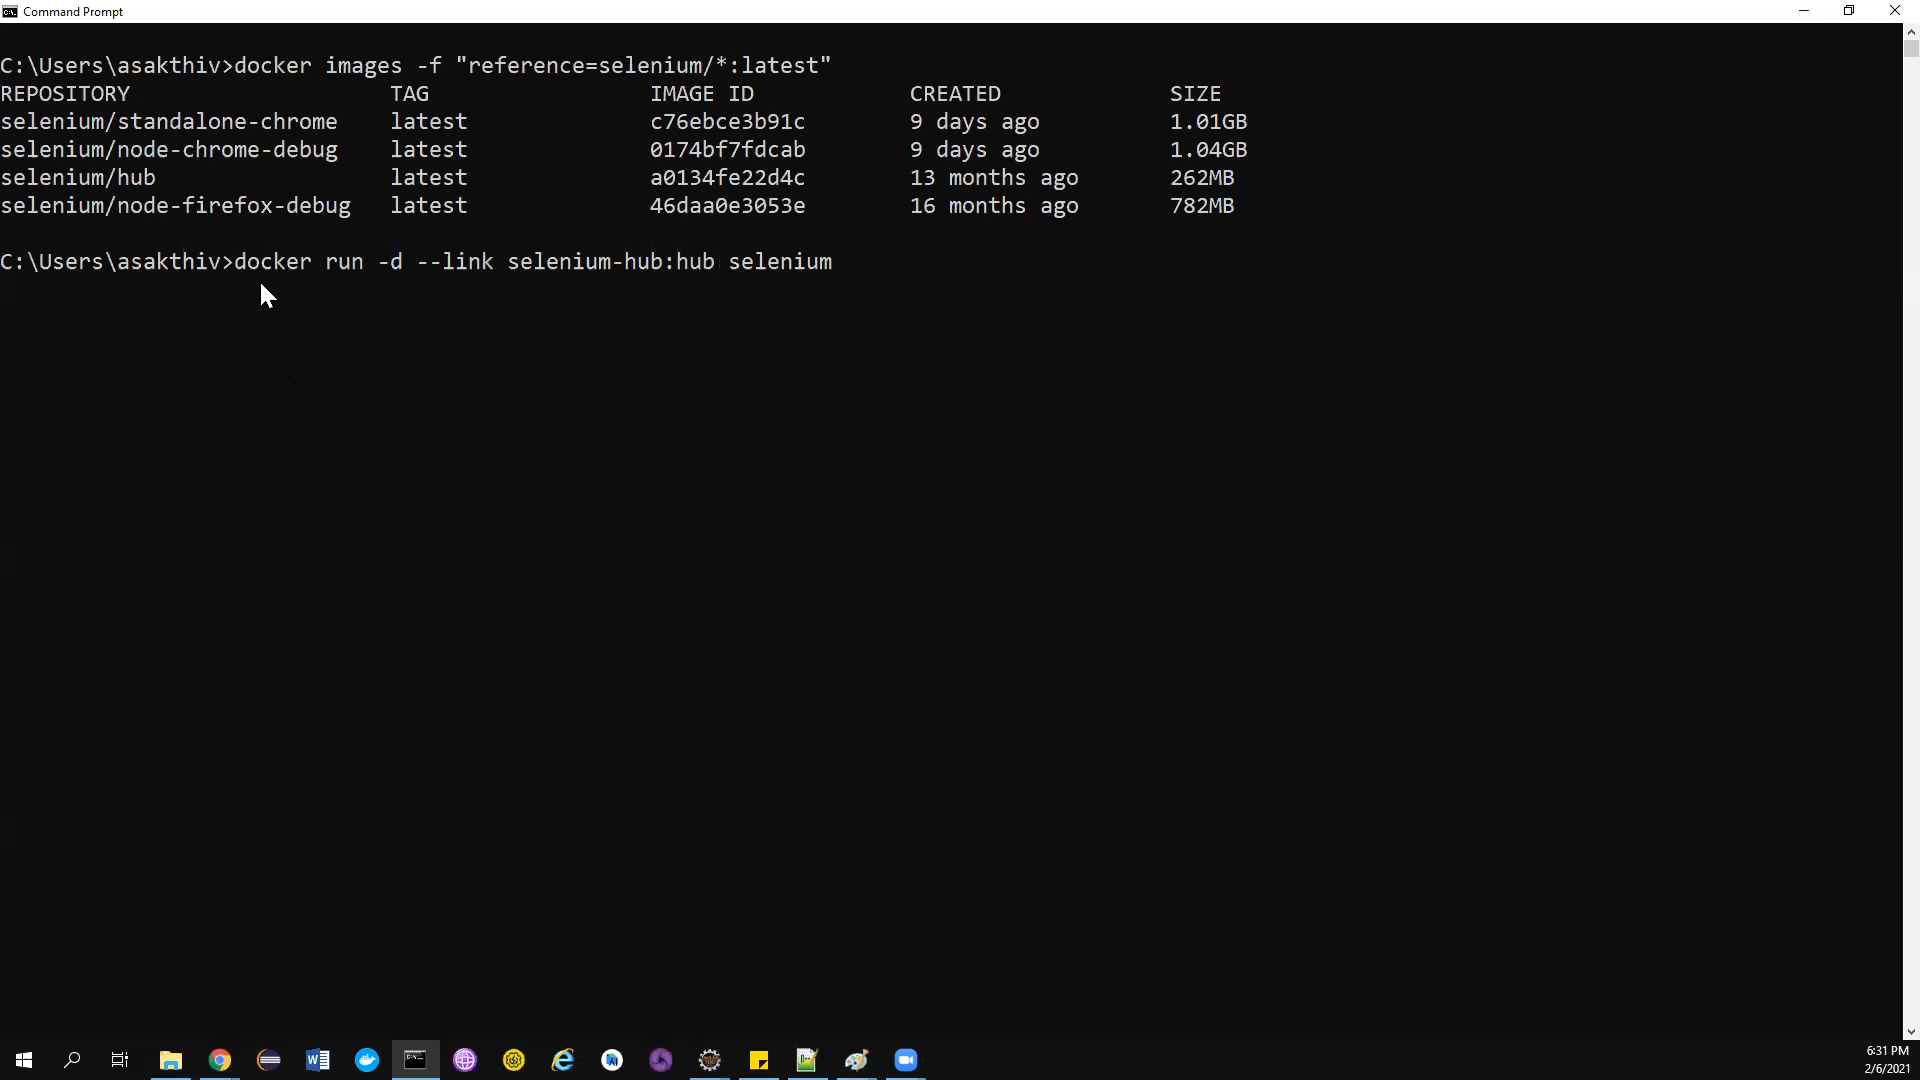 Command Prompt
C:\Users\asakthiv>docker images -f "reference=selenium/*:latest"
REPOSITORY TAG IMAGE ID CREATED SIZE
selenium/standalone-chrome latest c76ebce3b91c 9 days ago 1.01GB
selenium/node-chrome-debug latest 0174bf7fdcab 9 days ago 1.04GB
selenium/hub latest a0134fe22d4c 13 months ago 262MB
selenium/node-firefox-debug latest 46daa0e3053e 16 months ago 782MB
C:\Users\asakthiv>docker run -d --link selenium-hub:hub selenium
6:31 PM
2/6/2021